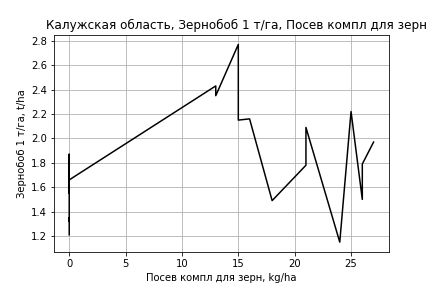 Калужская область, Зернобоб 1 т/га, Посев компл для зерн
2.8
2.6
2.4
2.2
2.0
1.8
1.6
1.4
1.2
Зернобоб 1 т/га, t/ha
0 5 10 15 20 25
Посев компл для зерн, kg/ha